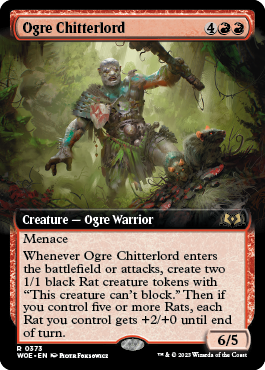 Ogre Chitterlord 4
Creature — Ogre Warrior
Menace
Whenever Ogre Chitterlord enters
the battlefield or attacks, create two
1/1 black Rat creature tokens with
“This creature can’t block.” Then if
you control five or more Rats, each
Rat you control gets +2/+0 until end
of turn.
6/5
R 0373
WOE • EN Piotr Foksowicz
™ & © 2023 Wizards of the Coast